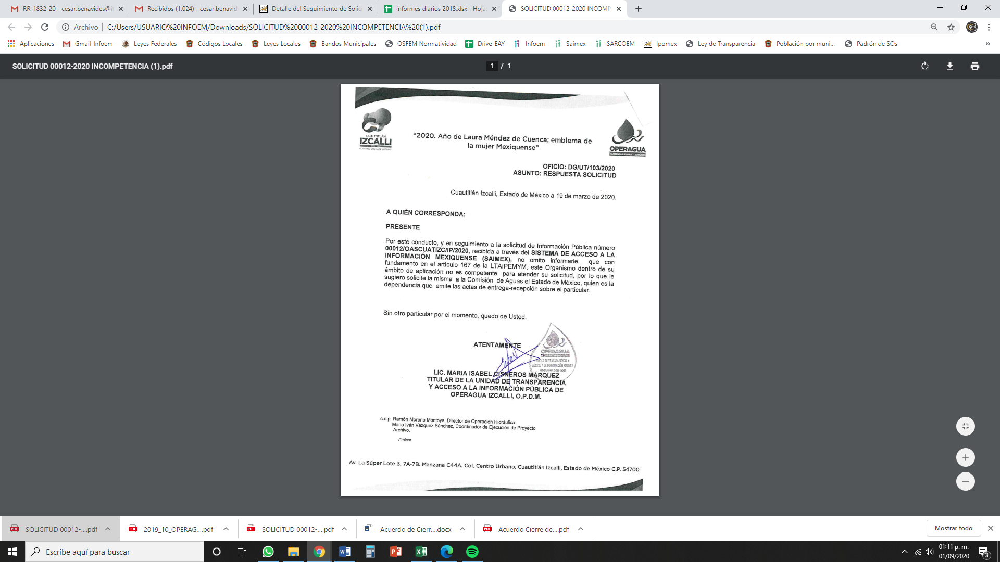 RR-1832-20 - cesar.benavides@i
Recibidos (1.024) - cesar.benavid
Detalle del Seguimiento de Solici
informes diarios 2018.xlsx - Hoja
SOLICITUD 00012-2020 INCOMP
Archivo
C:/Users/USUARIO%20INFOEM/Downloads/SOLICITUD%2000012-2020%20INCOMPETENCIA%20(1).pdf
Aplicaciones
Gmail-Infoem
Leyes Federales
Códigos Locales
Leyes Locales
Bandos Municipales
OSFEM Normatividad
Drive-EAY
Infoem
Saimex
SARCOEM
Ipomex
Ley de Transparencia
Población por muni...
Padrón de SOs
SOLICITUD 00012-2020 INCOMPETENCIA (1).pdf
1 / 1
CUAUTITLÁN
IZCALLI
"2020. Año de Laura Méndez de Cuenca; emblema de
la mujer Mexiquense"
OPERAGUA
SUSTENTABLE PARA TI 2019 2021
OFICIO: DG/UT/103/2020
ASUNTO: RESPUESTA SOLICITUD
Cuautitlán Izcalli, Estado de México a 19 de marzo de 2020.
A QUIÉN CORRESPONDA:
PRESENTE
Por este conducto, y en seguimiento a la solicitud de Información Pública número
00012/OASCUATIZC/IP/2020, recibida a través del SISTEMA DE ACCESO A LA
INFORMACIÓN MEXIQUENSE (SAIMEX), no omito informarle que con
fundamento en el artículo 167 de la LTAIPEMYM, este Organismo dentro de su
ámbito de aplicación no es competente para atender su solicitud, por lo que le
sugiero solicite la misma a la Comisión de Aguas el Estado de México, quien es la
dependencia que emite las actas de entrega-recepción sobre el particular.
Sin otro particular por el momento, quedo de Usted.
ATENTAMENTE
OPERAGUA
UNIDAD DE TRANSPARENCIA Y
ACCESO A LA INFORMACIÓN PÚBLICA
LIC. MARIA ISABEL CISNEROS MÁRQUEZ
TITULAR DE LA UNIDAD DE TRANSPARENCIA
Y ACCESO A LA INFORMACIÓN PÚBLICA DE
OPERAGUA IZCALLI, O.P.D.M.
c.c.p. Ramón Moreno Montoya, Director de Operación Hidráulica
Mario Iván Vázquez Sánchez, Coordinador de Ejecución de Proyecto
Archivo.
/*micm
Av. La Súper Lote 3, 7A-7B. Manzana C44A. Col. Centro Urbano, Cuautitlán Izcalli, Estado de México C.P. 54700
SOLICITUD 00012-....pdf
2019_10_OPERAG....pdf
SOLICITUD 00012-....pdf
Acuerdo de Cierr....docx
Acuerdo Cierre de....pdf
Mostrar todo
Escribe aquí para buscar
01:11 p. m.
01/09/2020
3